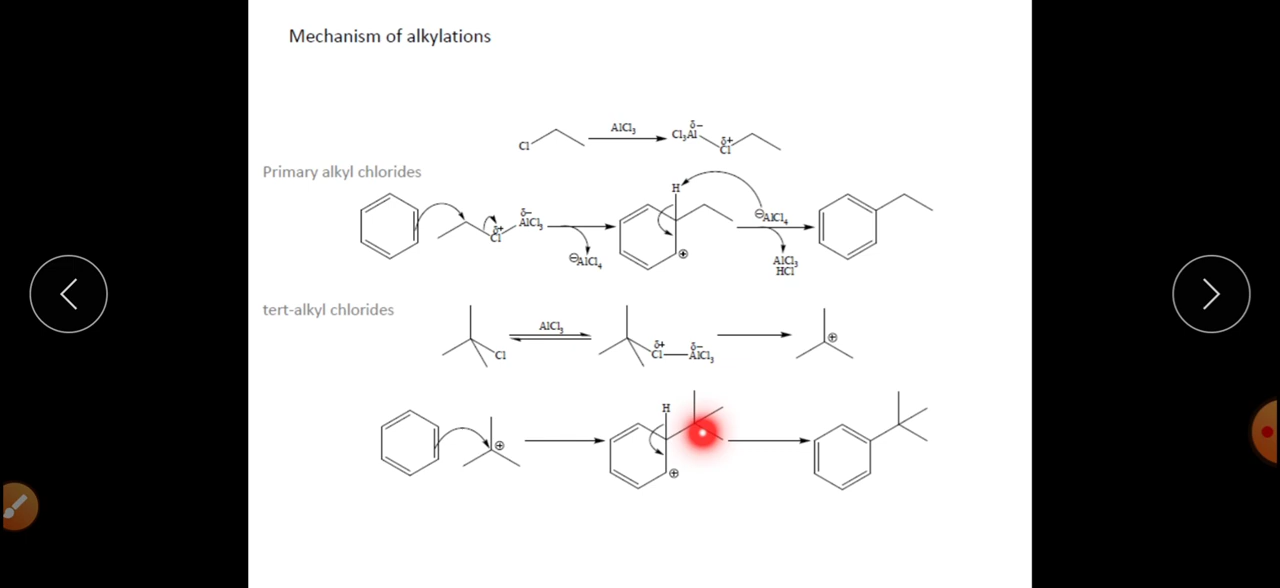 Mechanism of alkylations
Cl
AlCl₃
Cl₃Al
δ−
δ+
Cl
Primary alkyl chlorides
δ+
Cl
δ−
AlCl₃
⊖AlCl₄
H
⊕
⊖AlCl₄
AlCl₃
HCl
tert-alkyl chlorides
Cl
AlCl₃
δ+
Cl
δ−
AlCl₃
⊕
⊕
H
⊕